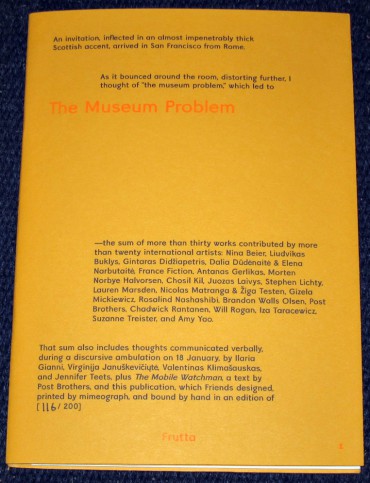 An invitation, inflected in an almost impenetrably thick
Scottish accent, arrived in San Francisco from Rome.
As it bounced around the room, distorting further, I
thought of "the museum problem," which led to
The Museum Problem
—the sum of more than thirty works contributed by more
than twenty international artists: Nina Beier, Liudvikas
Buklys, Gintaras Didžiapetris, Dalia Dūdėnaitė & Elena
Narbutaitė, France Fiction, Antanas Gerlikas, Morten
Norbye Halvorsen, Chosil Kil, Juozas Laivys, Stephen Lichty,
Lauren Marsden, Nicolas Matranga & Žiga Testen, Gizela
Mickiewicz, Rosalind Nashashibi, Brandon Walls Olsen, Post
Brothers, Chadwick Rantanen, Will Rogan, Iza Tarasewicz,
Suzanne Treister, and Amy Yao.
That sum also includes thoughts communicated verbally,
during a discursive ambulation on 18 January, by Ilaria
Gianni, Virginija Januškevičiūtė, Valentinas Klimašauskas,
and Jennifer Teets, plus The Mobile Watchman, a text by
Post Brothers, and this publication, which Friends designed,
printed by mimeograph, and bound by hand in an edition of
[116/200]
Frutta